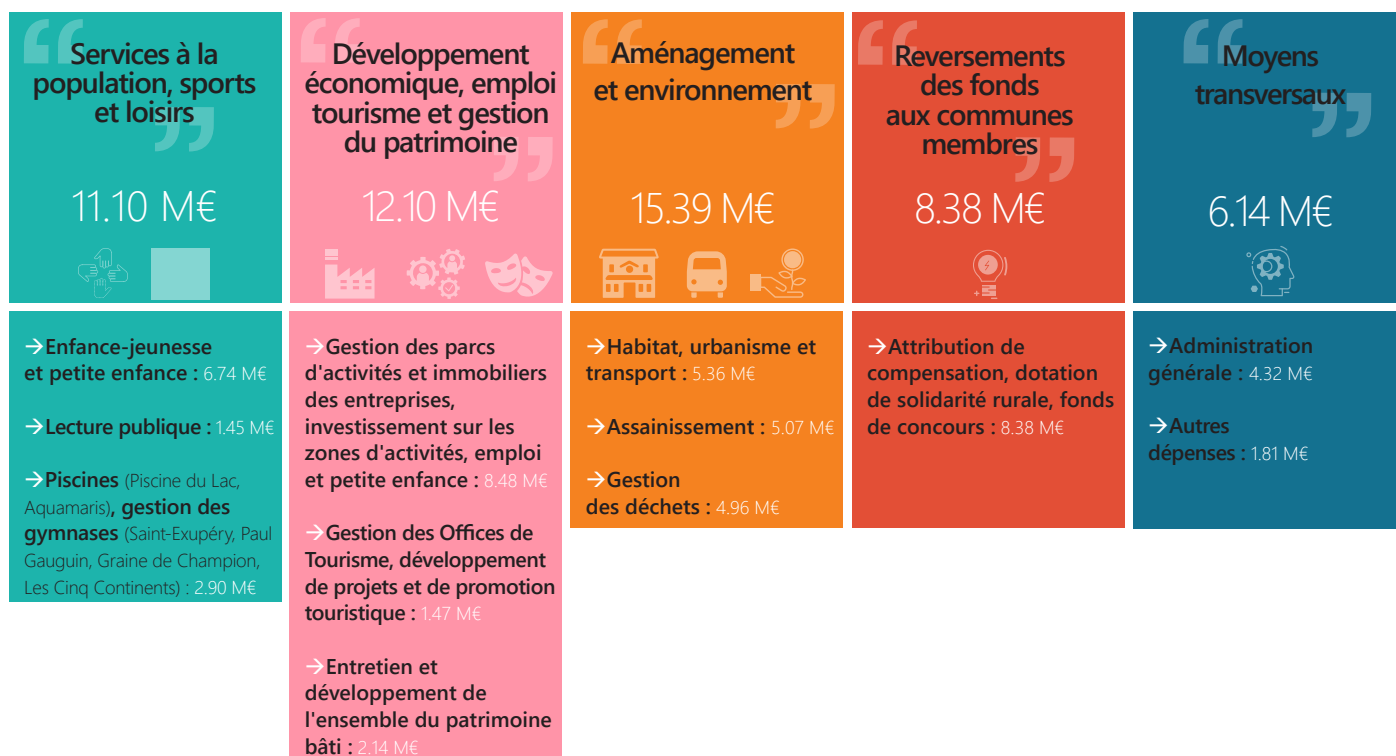 Services à la
population, sports
et loisirs
11.10 M€
Développement
économique, emploi
tourisme et gestion
du patrimoine
12.10 M€
Aménagement
et environnement
15.39 M€
Reversements
des fonds
aux communes
membres
8.38 M€
Moyens
transversaux
6.14 M€
→Enfance-jeunesse
et petite enfance : 6.74 M€
→Lecture publique : 1.45 M€
→Piscines (Piscine du Lac,
Aquamaris), gestion des
gymnases (Saint-Exupéry, Paul
Gauguin, Graine de Champion,
Les Cinq Continents) : 2.90 M€
→Gestion des parcs
d'activités et immobiliers
des entreprises,
investissement sur les
zones d'activités, emploi
et petite enfance : 8.48 M€
→Gestion des Offices de
Tourisme, développement
de projets et de promotion
touristique : 1.47 M€
→Entretien et
développement de
l'ensemble du patrimoine
bâti : 2.14 M€
→Habitat, urbanisme et
transport : 5.36 M€
→Assainissement : 5.07 M€
→Gestion
des déchets : 4.96 M€
→Attribution de
compensation, dotation
de solidarité rurale, fonds
de concours : 8.38 M€
→Administration
générale : 4.32 M€
→Autres
dépenses : 1.81 M€